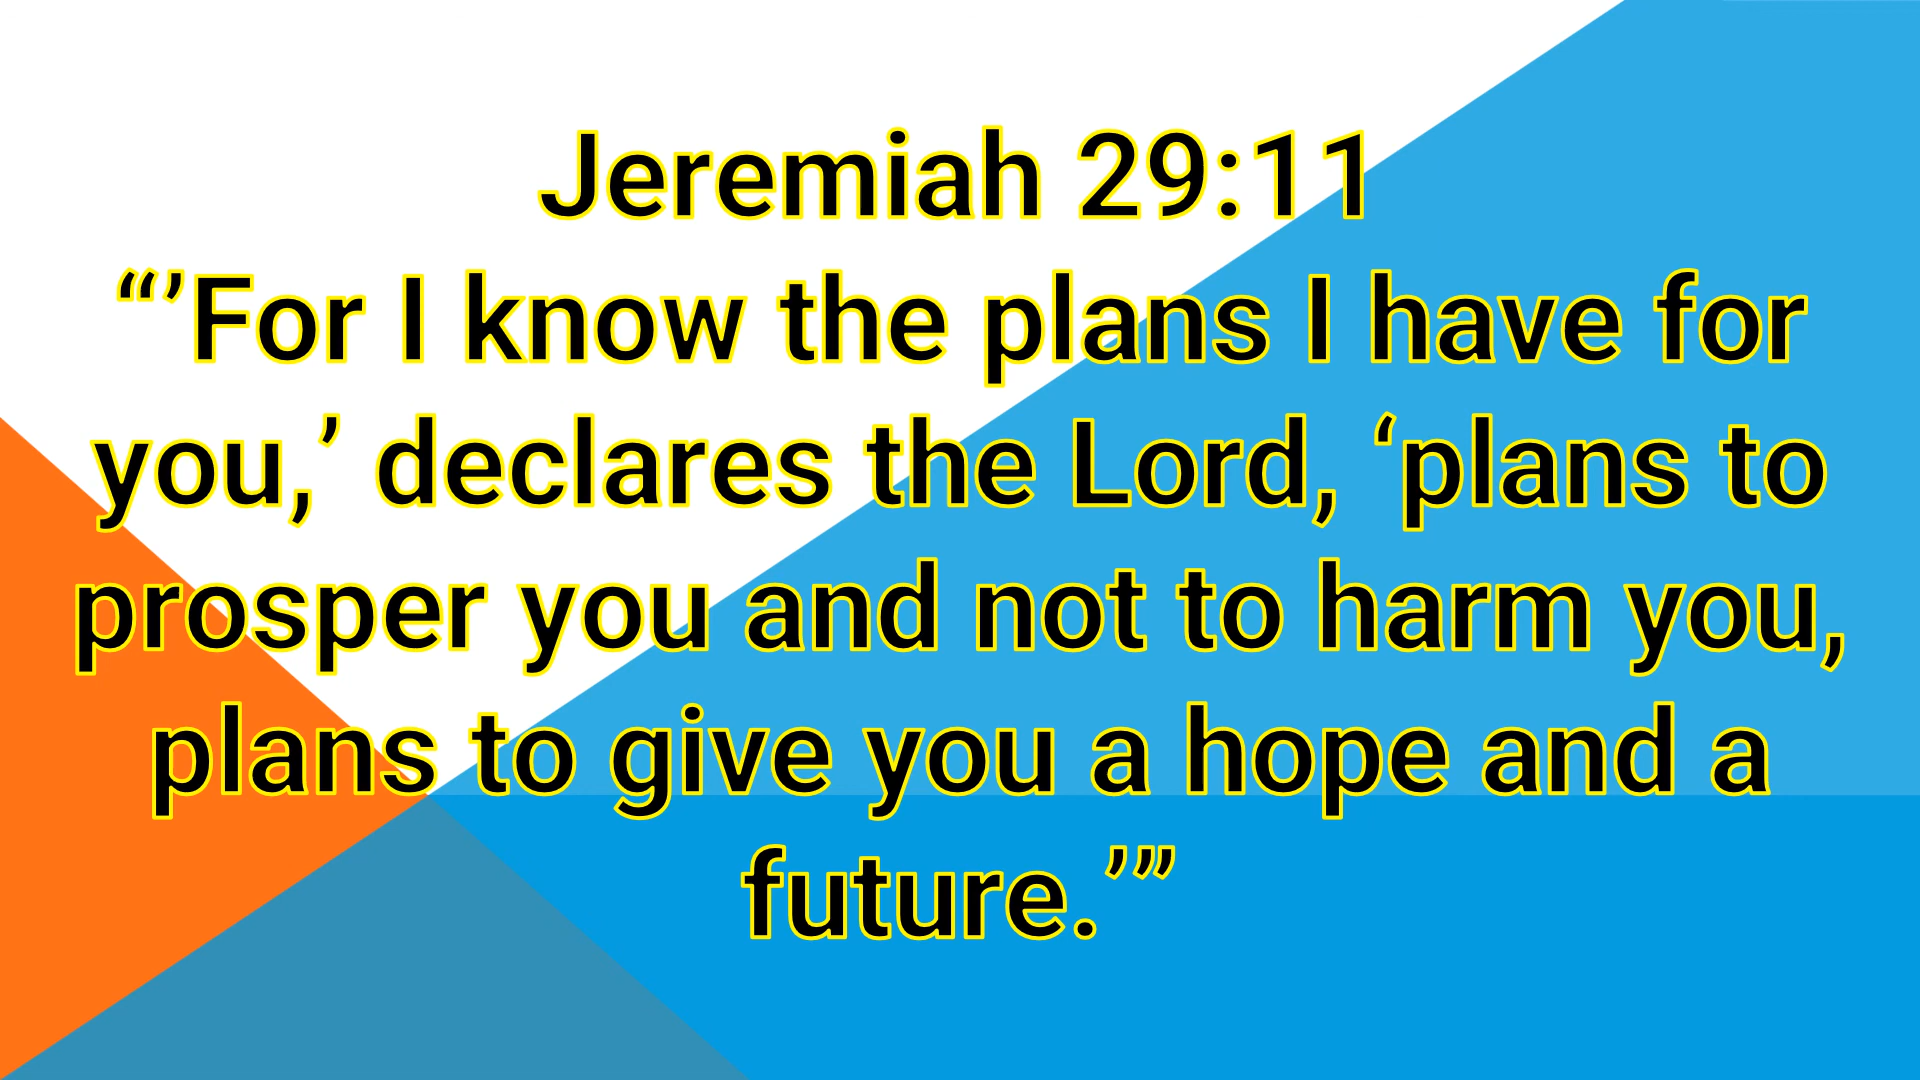 Jeremiah 29:11
“’For I know the plans I have for
you,’ declares the Lord, ‘plans to
prosper you and not to harm you,
plans to give you a hope and a
future.’”